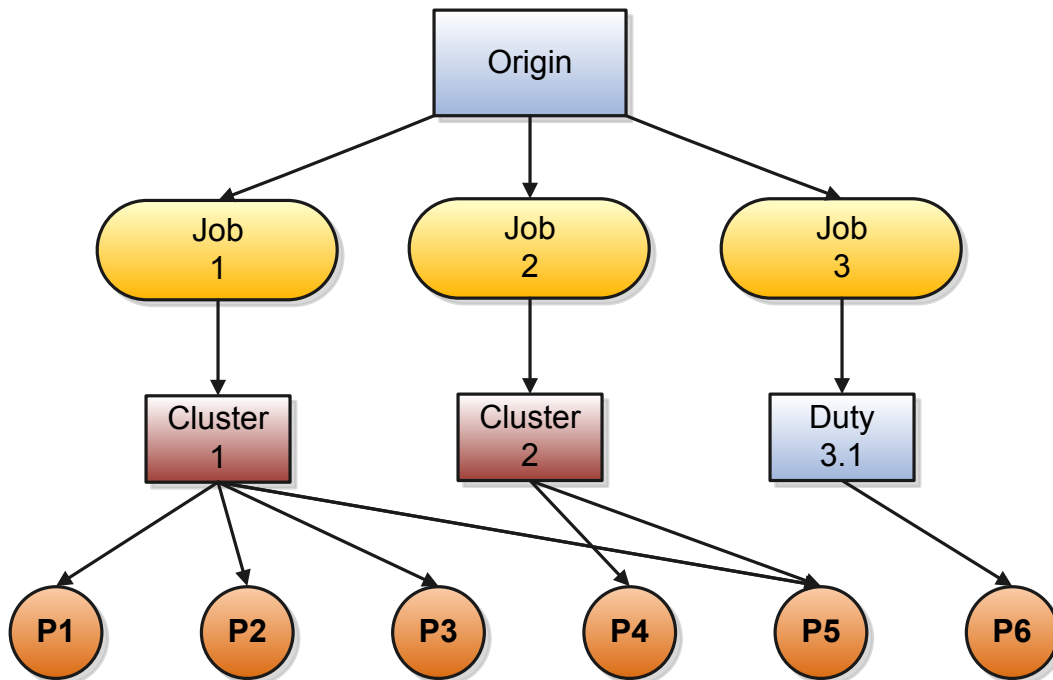 Origin
Job
1
Job
2
Job
3
Cluster
1
Cluster
2
Duty
3.1
P1
P2
P3
P4
P5
P6